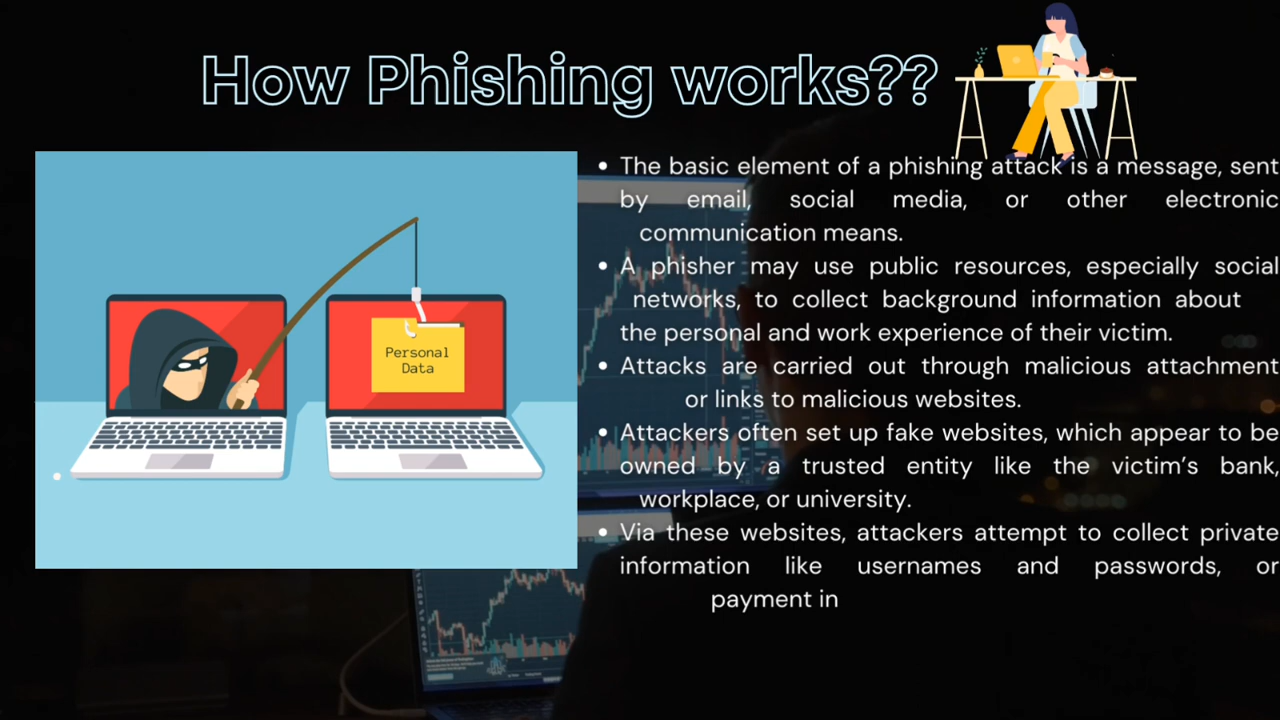 How Phishing works??
Personal
Data
• The basic element of a phishing attack is a message, sent
by email, social media, or other electronic
communication means.
• A phisher may use public resources, especially social
networks, to collect background information about
the personal and work experience of their victim.
• Attacks are carried out through malicious attachment
or links to malicious websites.
• Attackers often set up fake websites, which appear to be
owned by a trusted entity like the victim's bank,
workplace, or university.
• Via these websites, attackers attempt to collect private
information like usernames and passwords, or
payment in